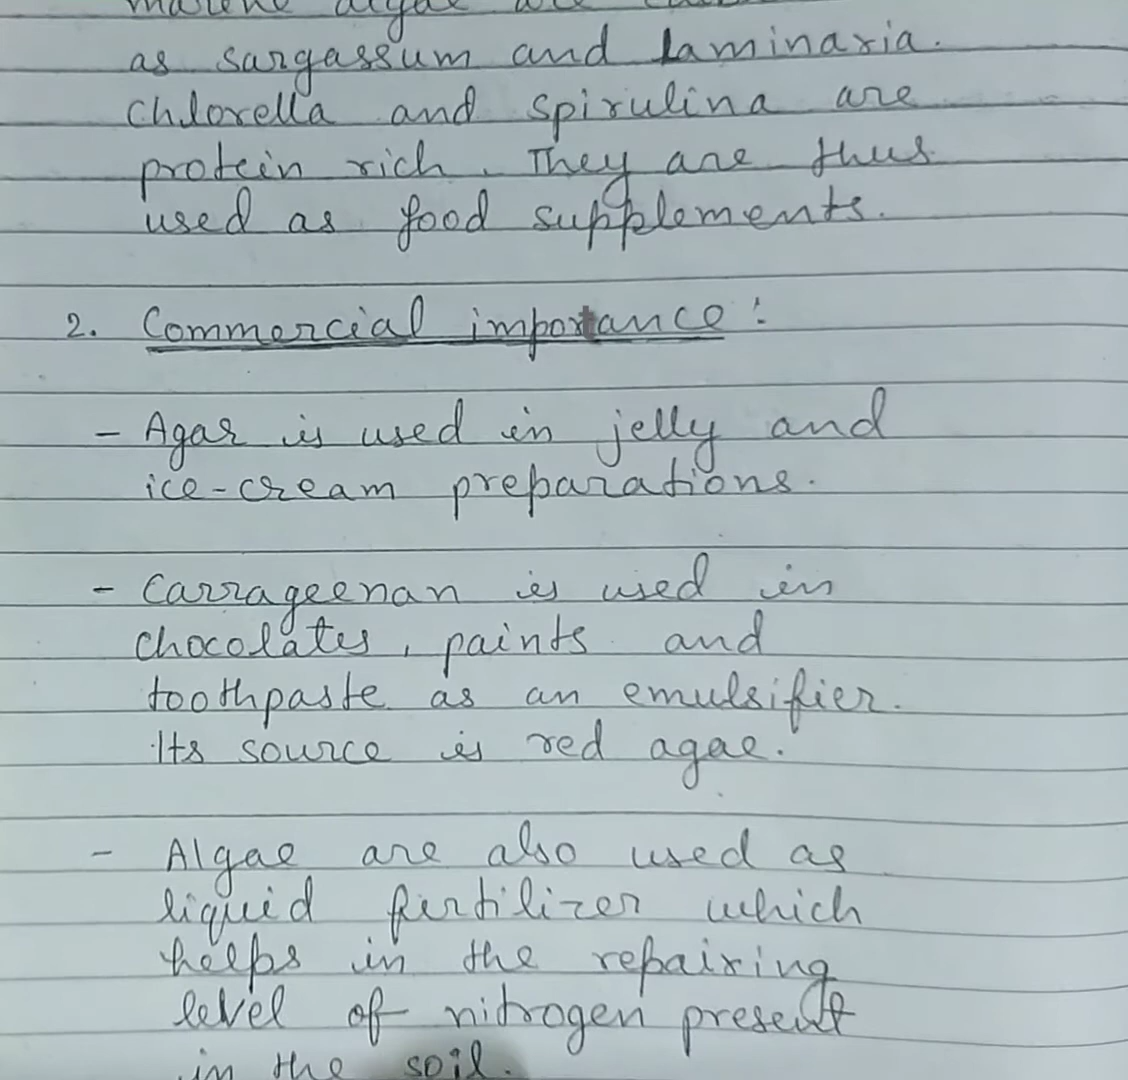 marine algae are
as sargassum and Laminaria.
Chlorella and spirulina are
protein rich. They are thus
used as food supplements.
2. Commercial importance:
- Agar is used in jelly and
ice-cream preparations.
- Carrageenan is used in
chocolates, paints and
toothpaste as an emulsifier.
Its source is red agae.
- Algae are also used as
liquid fertilizer which
helps in the repairing
level of nitrogen present
in the soil.